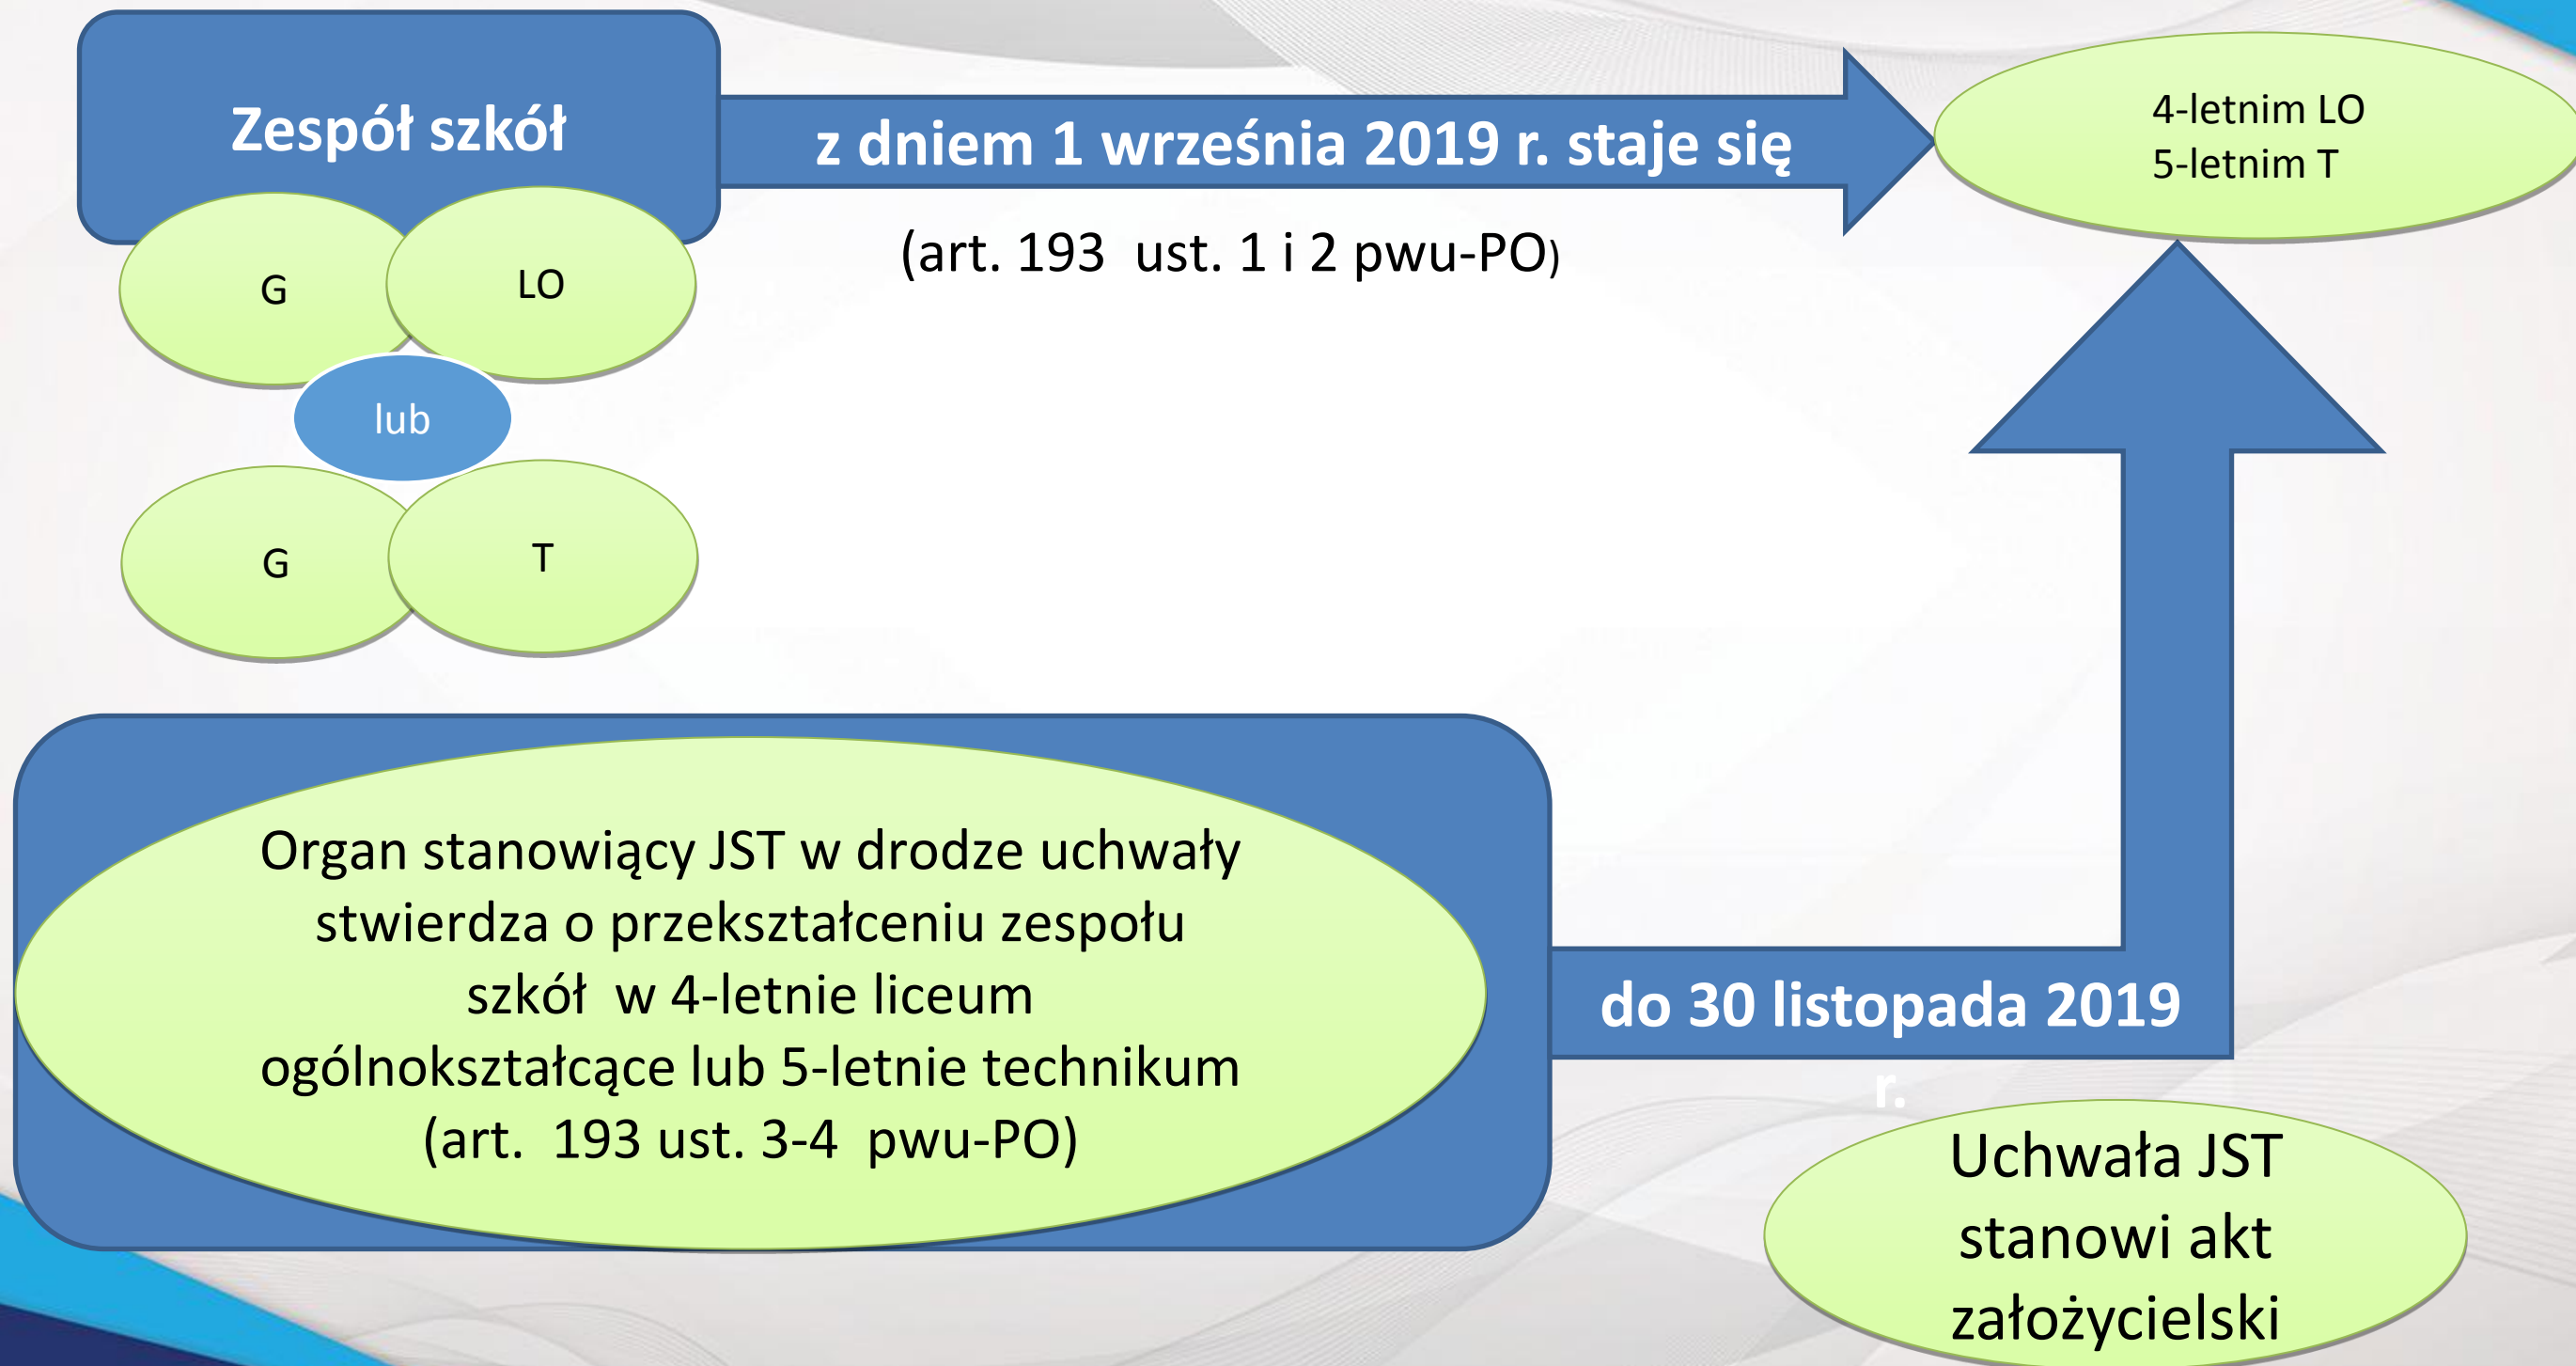 Zespół szkół
z dniem 1 września 2019 r. staje się
4-letnim LO
5-letnim T
(art. 193 ust. 1 i 2 pwu-PO)
G
LO
lub
G
T
Organ stanowiący JST w drodze uchwały
stwierdza o przekształceniu zespołu
szkół w 4-letnie liceum
ogólnokształcące lub 5-letnie technikum
(art. 193 ust. 3-4 pwu-PO)
do 30 listopada 2019
r.
Uchwała JST
stanowi akt
założycielski